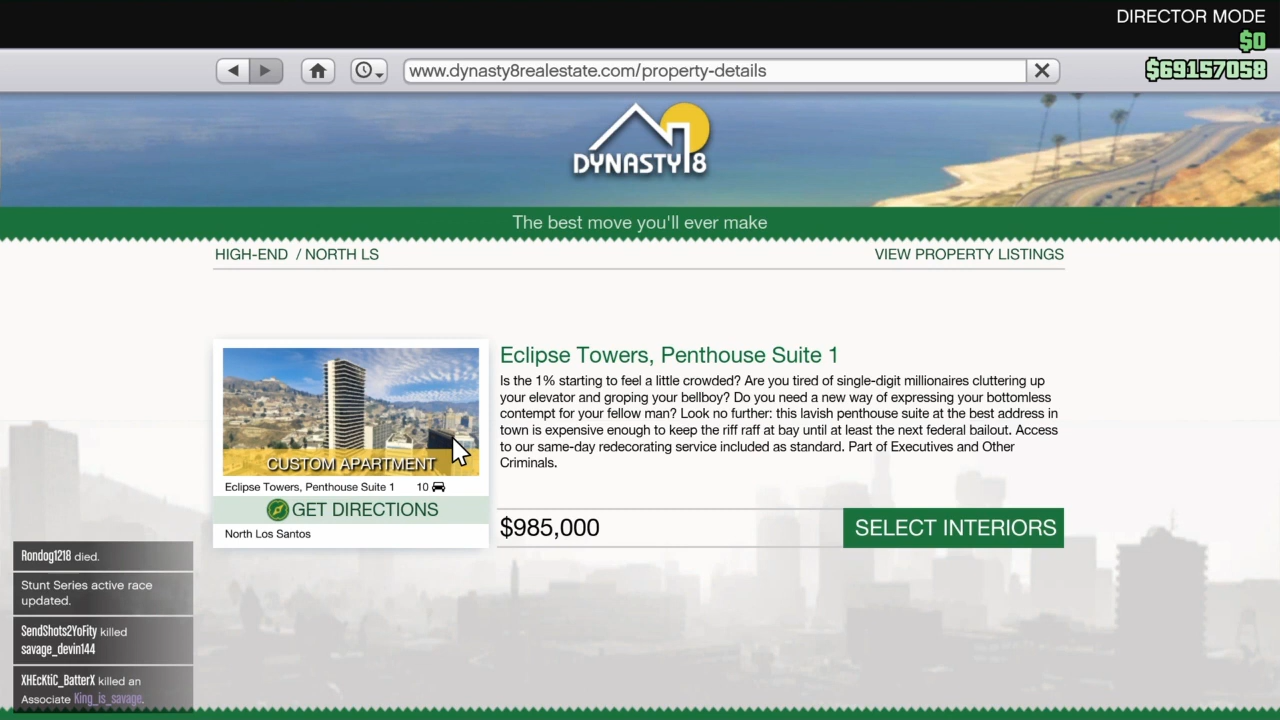 DIRECTOR MODE
$0
$69157058
www.dynasty8realestate.com/property-details
DYNASTY 8
The best move you'll ever make
HIGH-END / NORTH LS
VIEW PROPERTY LISTINGS
CUSTOM APARTMENT
Eclipse Towers, Penthouse Suite 1 10
GET DIRECTIONS
North Los Santos
Eclipse Towers, Penthouse Suite 1
Is the 1% starting to feel a little crowded? Are you tired of single-digit millionaires cluttering up
your elevator and groping your bellboy? Do you need a new way of expressing your bottomless
contempt for your fellow man? Look no further: this lavish penthouse suite at the best address in
town is expensive enough to keep the riff raff at bay until at least the next federal bailout. Access
to our same-day redecorating service included as standard. Part of Executives and Other
Criminals.
$985,000
SELECT INTERIORS
Rondog1218 died.
Stunt Series active race
updated.
SendShots2YoFity killed
savage_devin144
XHEcKtiC_BatterX killed an
Associate King_is_savage.